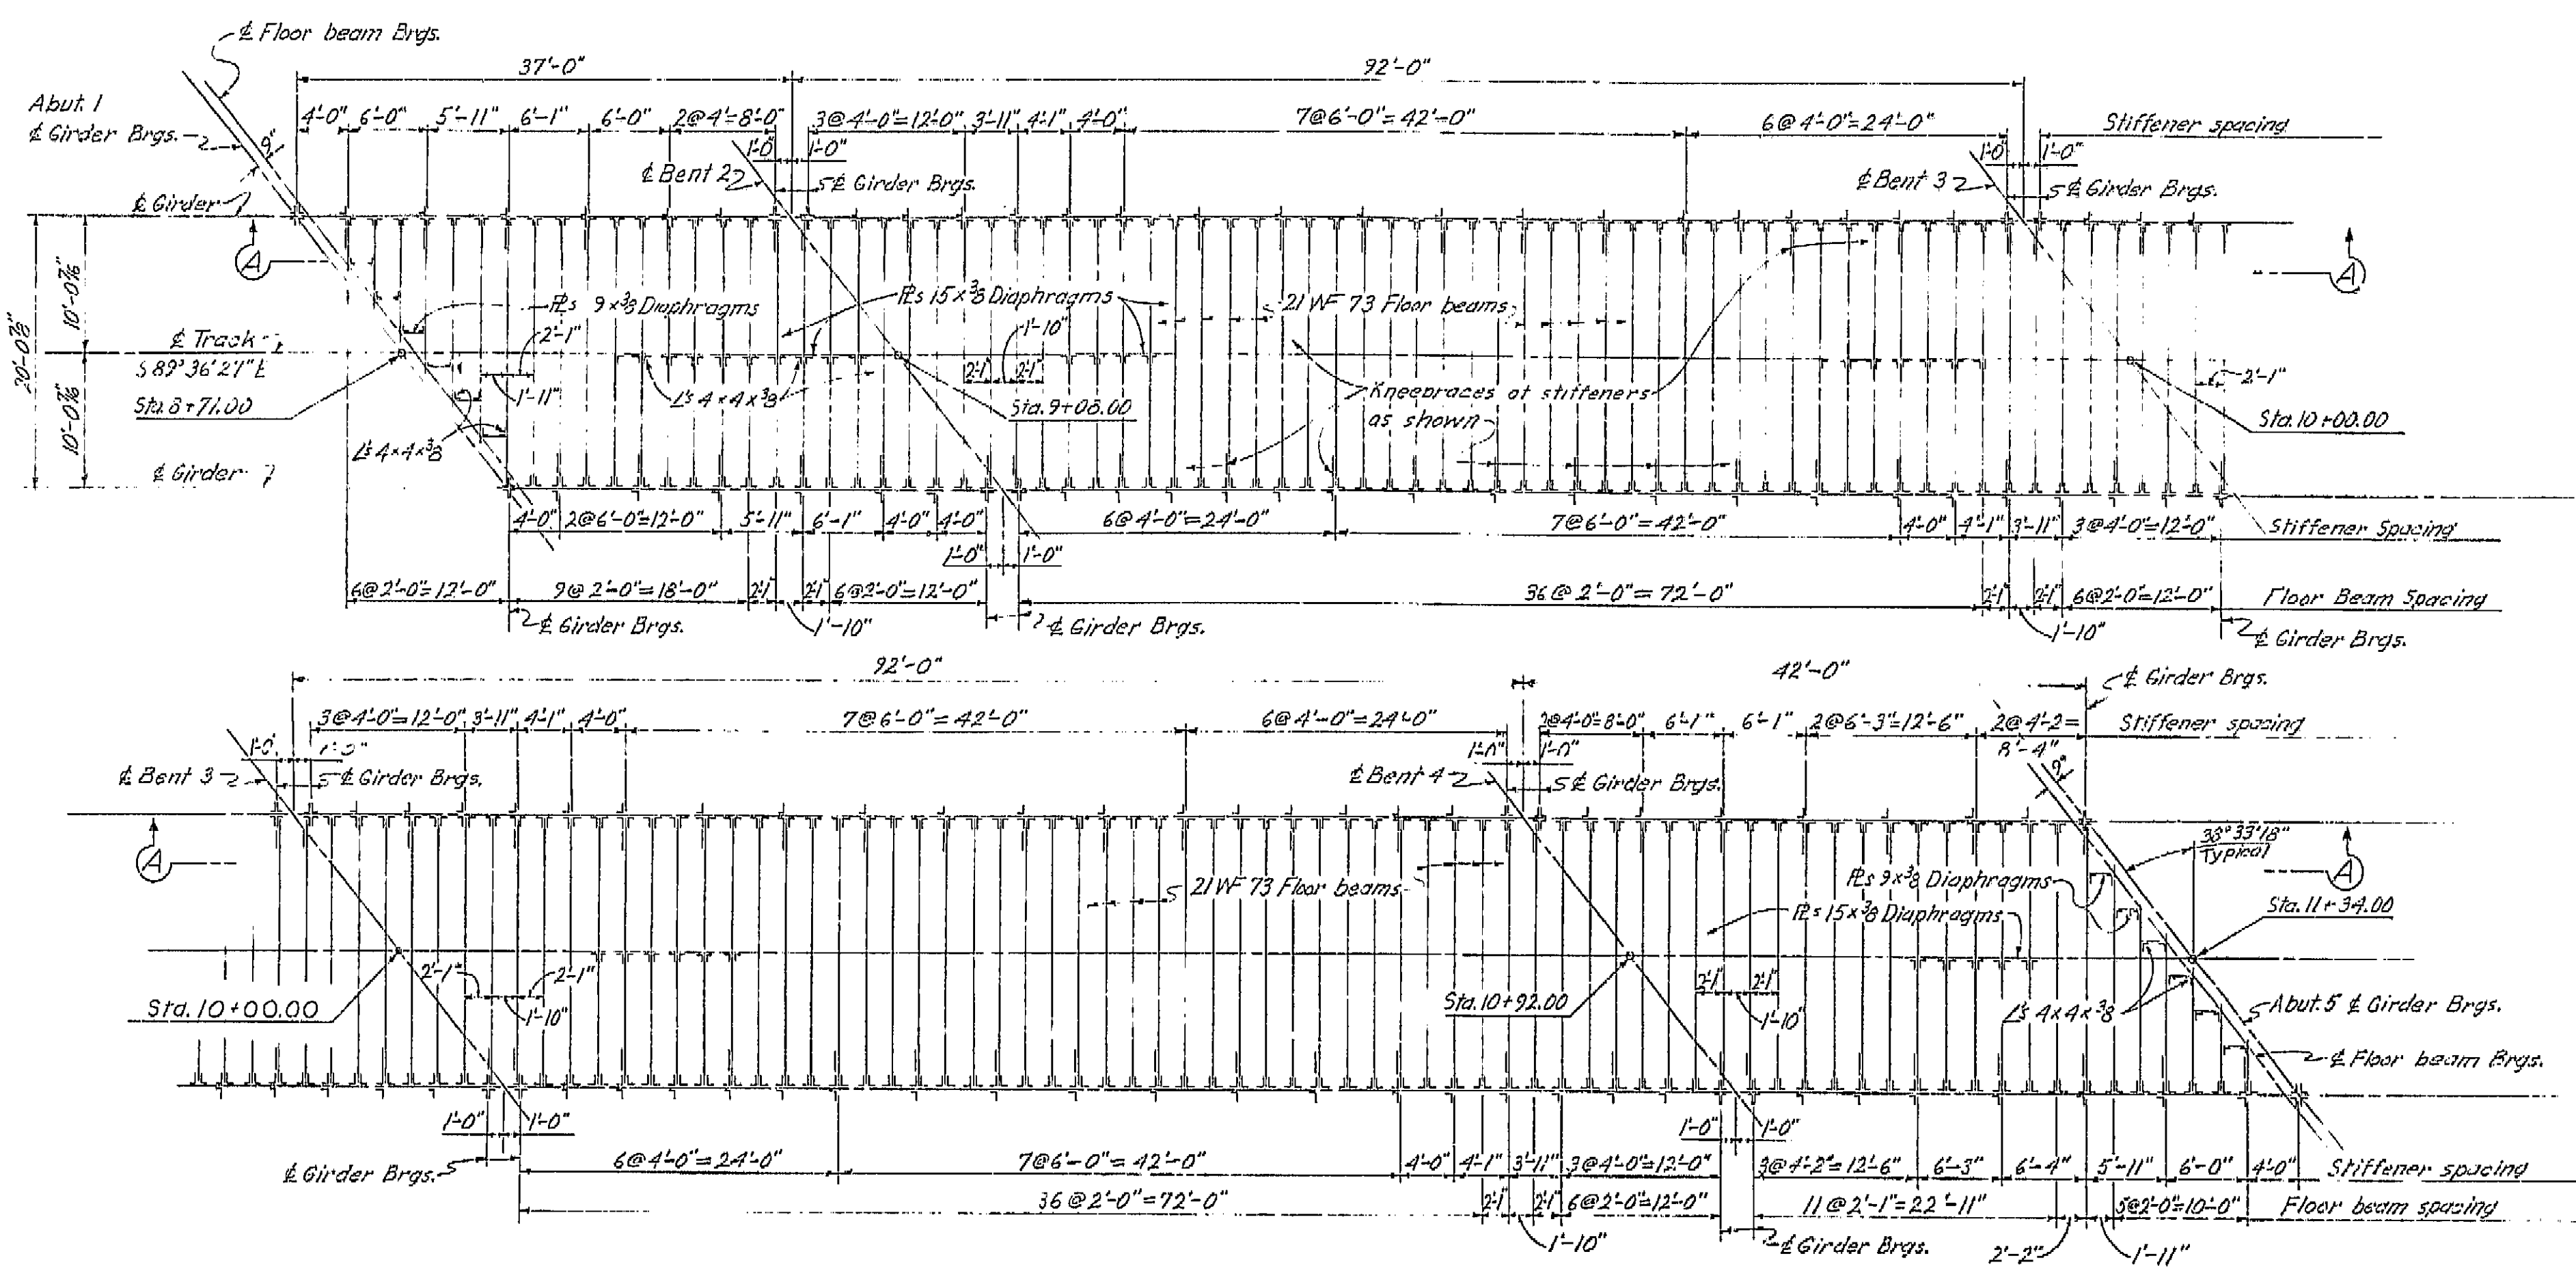 ℄ Floor beam Brgs.
37'-0"
92'-0"
Abut. 1
℄ Girder Brgs.
9"
4'-0" 6'-0" 5'-11" 6'-1" 6'-0" 2@4'=8'-0" 3@4'-0"=12'-0" 3'-11" 4'-1" 4'-0" 7@6'-0"=42'-0" 6@4'-0"=24'-0" Stiffener spacing
1'-0" 1'-0" 1'-0" 1'-0"
℄ Bent 2 ℄ Girder Brgs. ℄ Bent 3 ℄ Girder Brgs.
℄ Girder
A A
20'-0⅞"
10'-0 7/16"
10'-0 7/16"
℄s 9×⅜ Diaphragms ℄s 15×⅜ Diaphragms 21 WF 73 Floor beams
2'-1" 1'-10"
℄ Track
S 89° 36' 27" E
2'-1" 2'-1" 2'-1"
1'-11" Ls 4×4×⅜ Kneebraces at stiffeners
as shown
Sta. 8+71.00 Sta. 9+08.00 Sta. 10+00.00
Ls 4×4×⅜
℄ Girder
4'-0" 2@6'-0"=12'-0" 5'-11" 6'-1" 4'-0" 4'-0" 6@4'-0"=24'-0" 7@6'-0"=42'-0" 4'-0" 4'-1" 3'-11" 3@4'-0"=12'-0" Stiffener Spacing
1'-0" 1'-0"
6@2'-0"=12'-0" 9@2'-0"=18'-0" 2'-1" 2'-1" 6@2'-0"=12'-0" 36@2'-0"=72'-0" 2'-1" 2'-1" 6@2'-0"=12'-0" Floor Beam Spacing
℄ Girder Brgs. 1'-10" ℄ Girder Brgs. 1'-10" ℄ Girder Brgs.
92'-0" 42'-0" ℄ Girder Brgs.
3@4'-0"=12'-0" 3'-11" 4'-1" 4'-0" 7@6'-0"=42'-0" 6@4'-0"=24'-0" 2@4'-0"=8'-0" 6'-1" 6'-1" 2@6'-3"=12'-6" 2@4'-2= Stiffener spacing
8'-4"
1'-0" 1'-0" 1'-0" 1'-0"
℄ Bent 3 ℄ Girder Brgs. ℄ Bent 4 ℄ Girder Brgs. 9"
38° 33' 18"
Typical
A A
21 WF 73 Floor beams ℄s 9×⅜ Diaphragms
℄s 15×⅜ Diaphragms Sta. 11+34.00
2'-1" 2'-1" 2'-1" 2'-1"
1'-10" 1'-10"
Sta. 10+00.00 Sta. 10+92.00 Ls 4×4×⅜ Abut. 5 ℄ Girder Brgs.
℄ Floor beam Brgs.
1'-0" 1'-0" 1'-0" 1'-0"
℄ Girder Brgs. 6@4'-0"=24'-0" 7@6'-0"=42'-0" 4'-0" 4'-1" 3'-11" 3@4'-0"=12'-0" 3@4'-2"=12'-6" 6'-3" 6'-4" 5'-11" 6'-0" 4'-0" Stiffener spacing
36@2'-0"=72'-0" 2'-1" 2'-1" 6@2'-0"=12'-0" 11@2'-1"=22'-11" 5@2'-0"=10'-0" Floor beam spacing
1'-10" ℄ Girder Brgs. 2'-2" 1'-11"